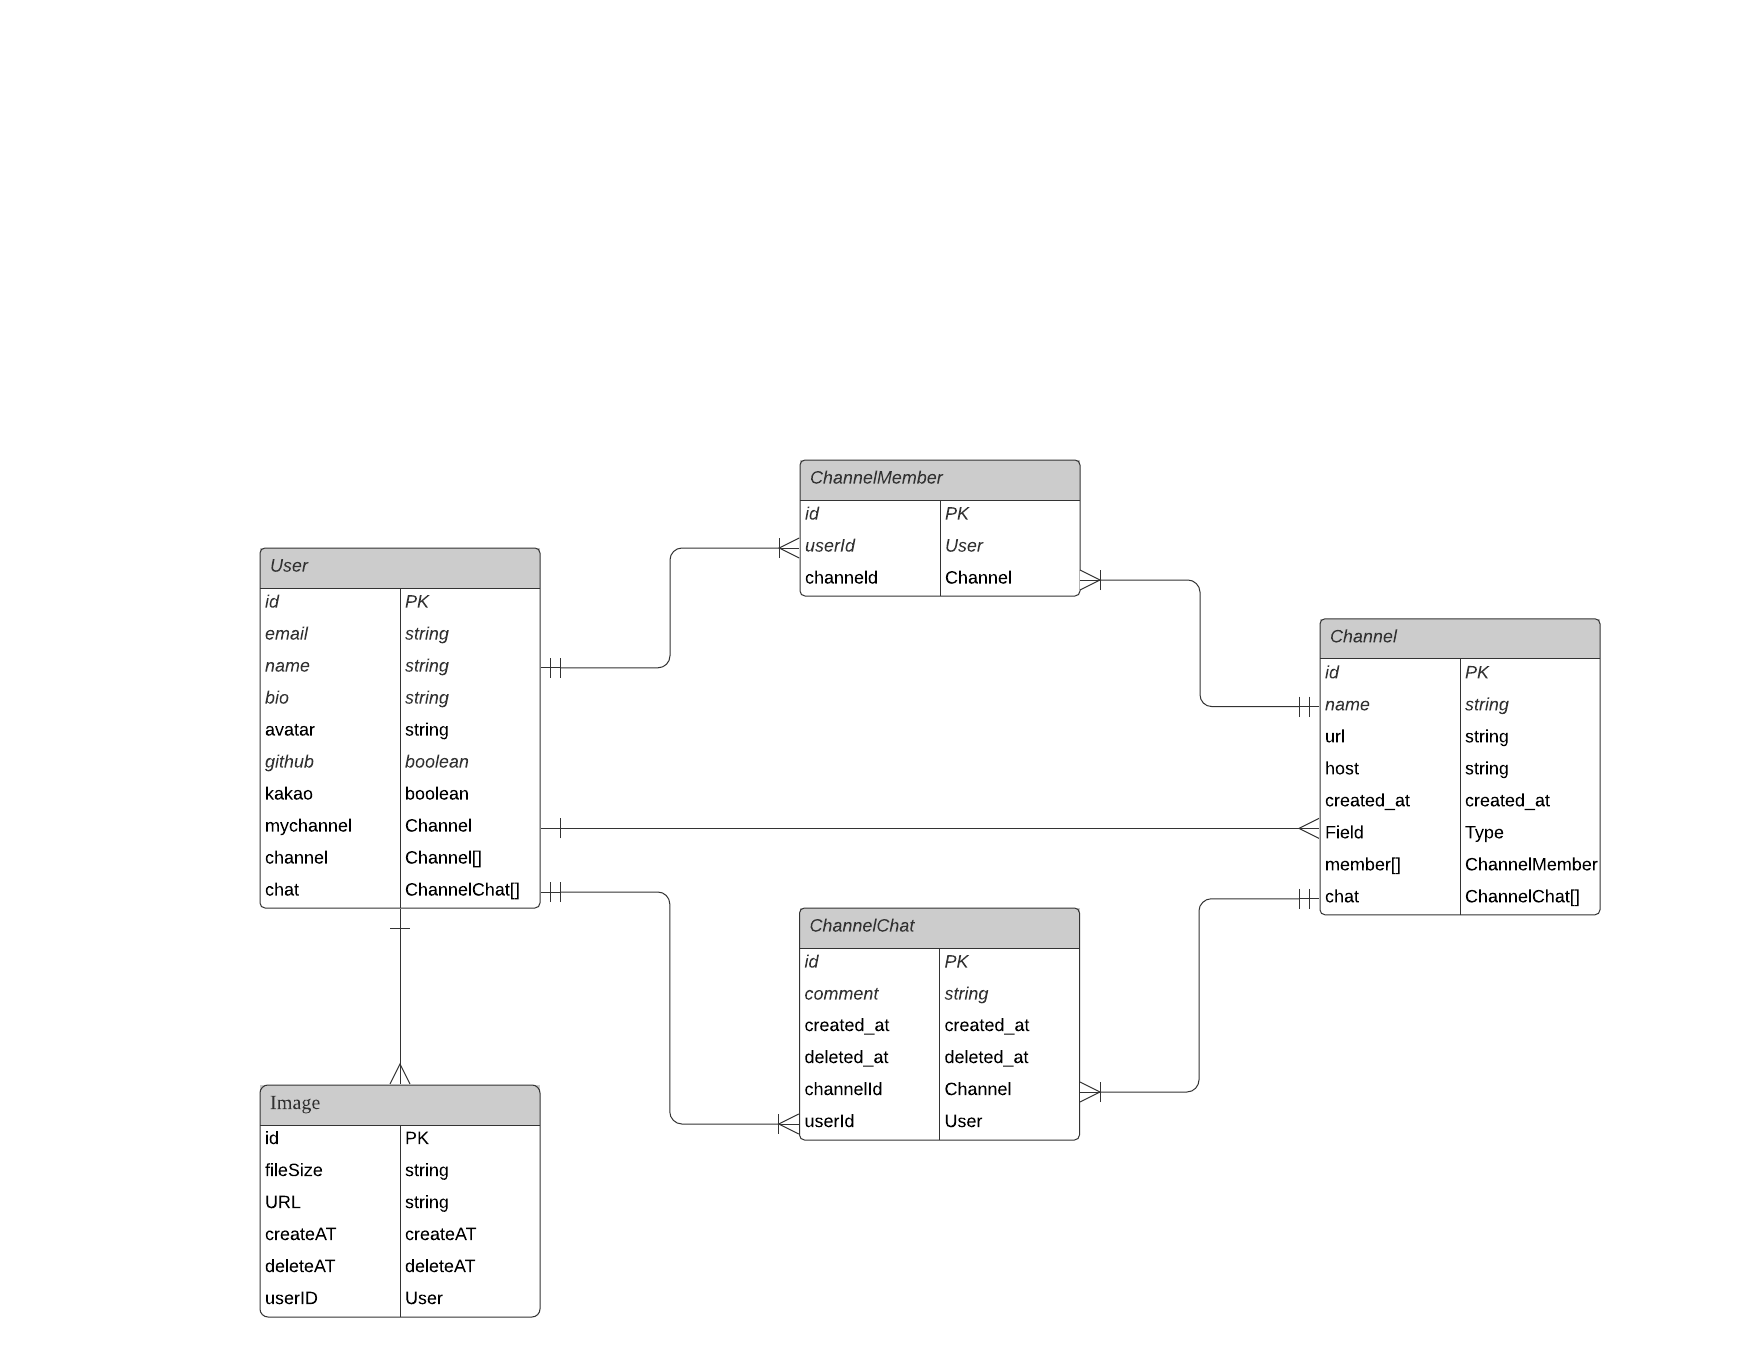 ChannelMember
id PK
userId User
channeld Channel
User
id PK
email string
name string
bio string
avatar string
github boolean
kakao boolean
mychannel Channel
channel Channel[]
chat ChannelChat[]
Channel
id PK
name string
url string
host string
created_at created_at
Field Type
member[] ChannelMember
chat ChannelChat[]
ChannelChat
id PK
comment string
created_at created_at
deleted_at deleted_at
channelId Channel
userId User
Image
id PK
fileSize string
URL string
createAT createAT
deleteAT deleteAT
userID User